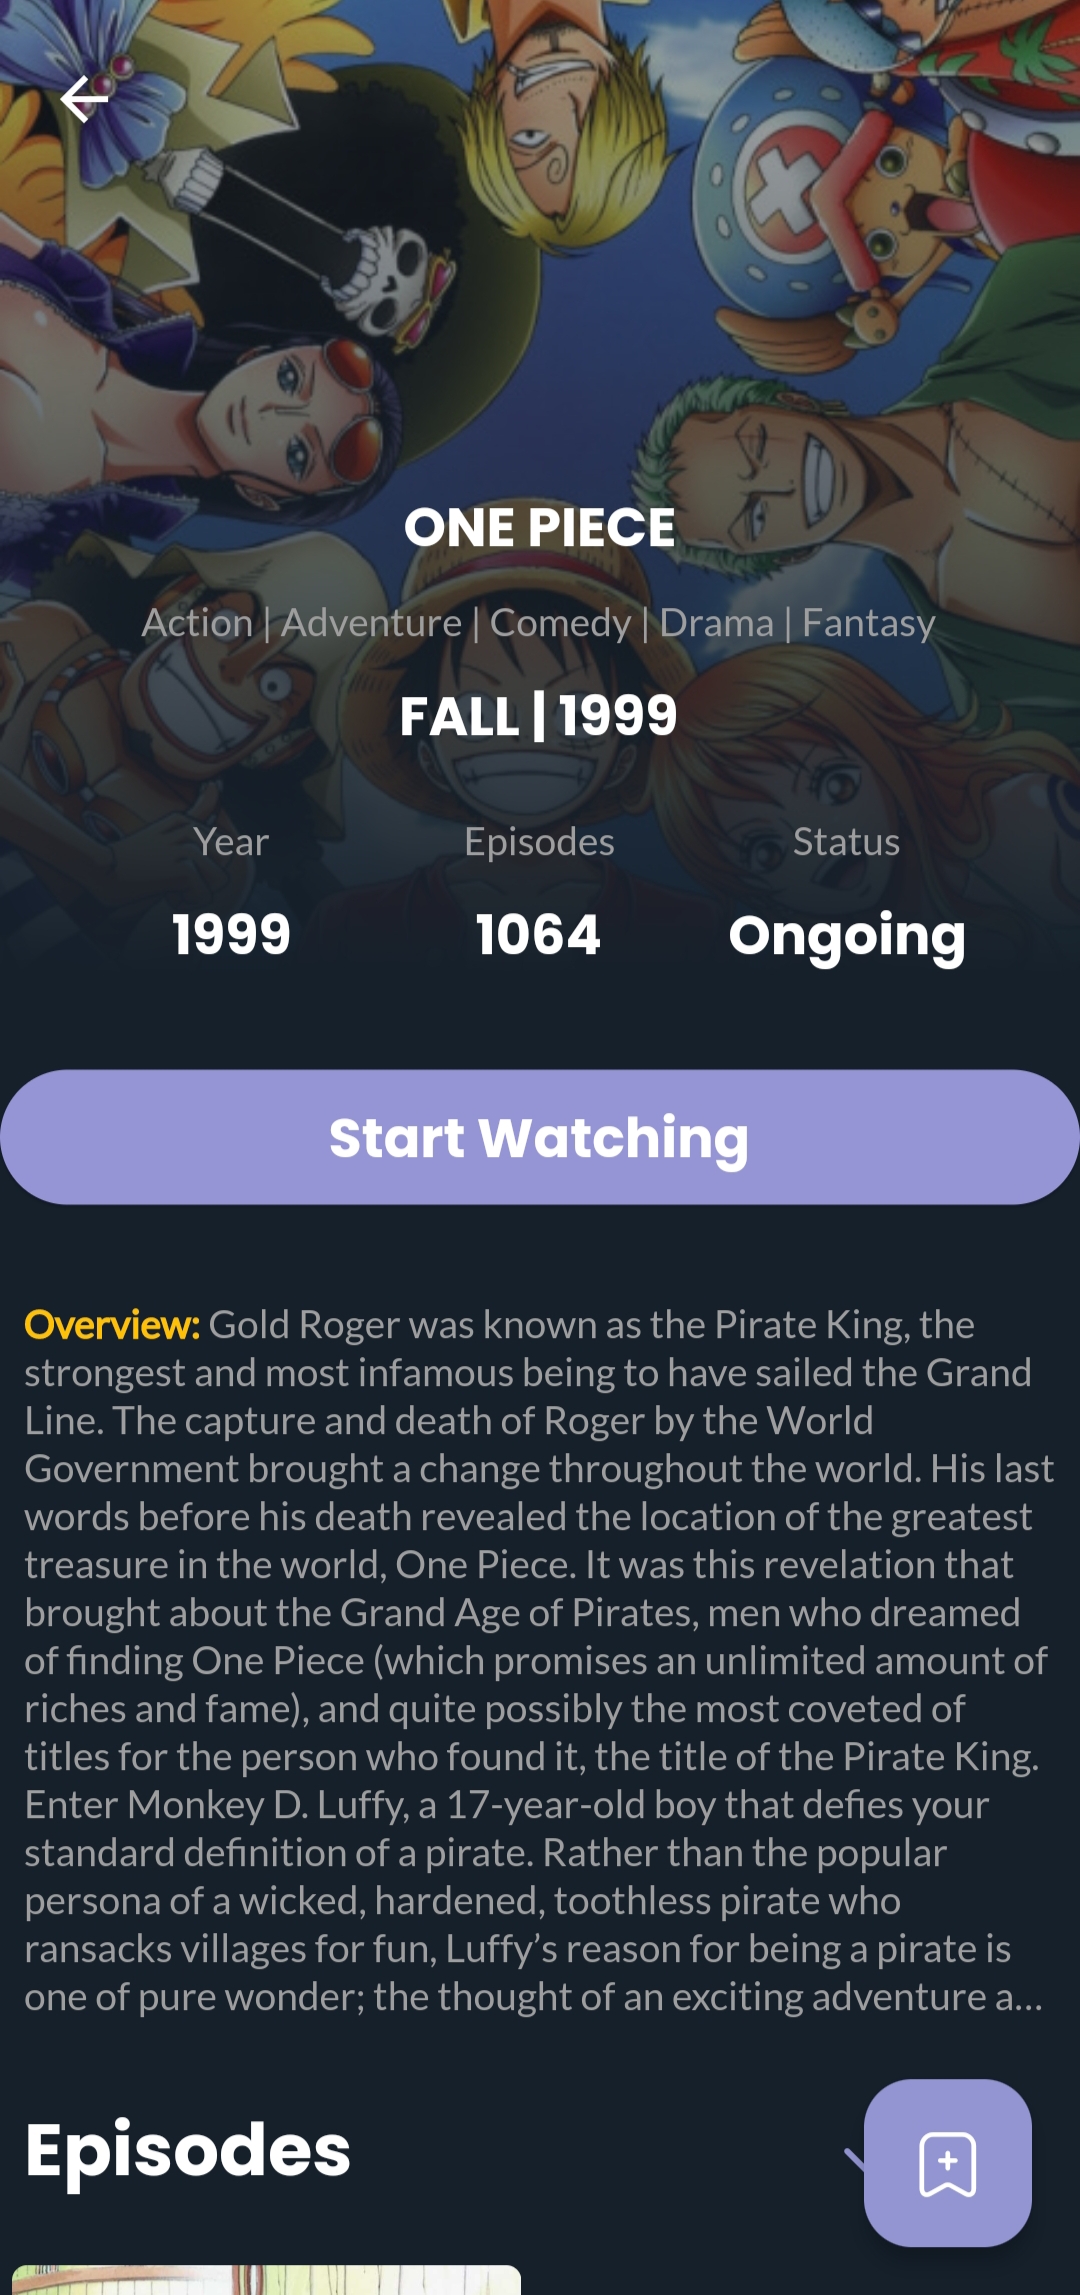 ONE PIECE
Action | Adventure | Comedy | Drama | Fantasy
FALL | 1999
Year
Episodes
Status
1999
1064
Ongoing
Start Watching
Overview: Gold Roger was known as the Pirate King, the
strongest and most infamous being to have sailed the Grand
Line. The capture and death of Roger by the World
Government brought a change throughout the world. His last
words before his death revealed the location of the greatest
treasure in the world, One Piece. It was this revelation that
brought about the Grand Age of Pirates, men who dreamed
of finding One Piece (which promises an unlimited amount of
riches and fame), and quite possibly the most coveted of
titles for the person who found it, the title of the Pirate King.
Enter Monkey D. Luffy, a 17-year-old boy that defies your
standard definition of a pirate. Rather than the popular
persona of a wicked, hardened, toothless pirate who
ransacks villages for fun, Luffy’s reason for being a pirate is
one of pure wonder; the thought of an exciting adventure a...
Episodes